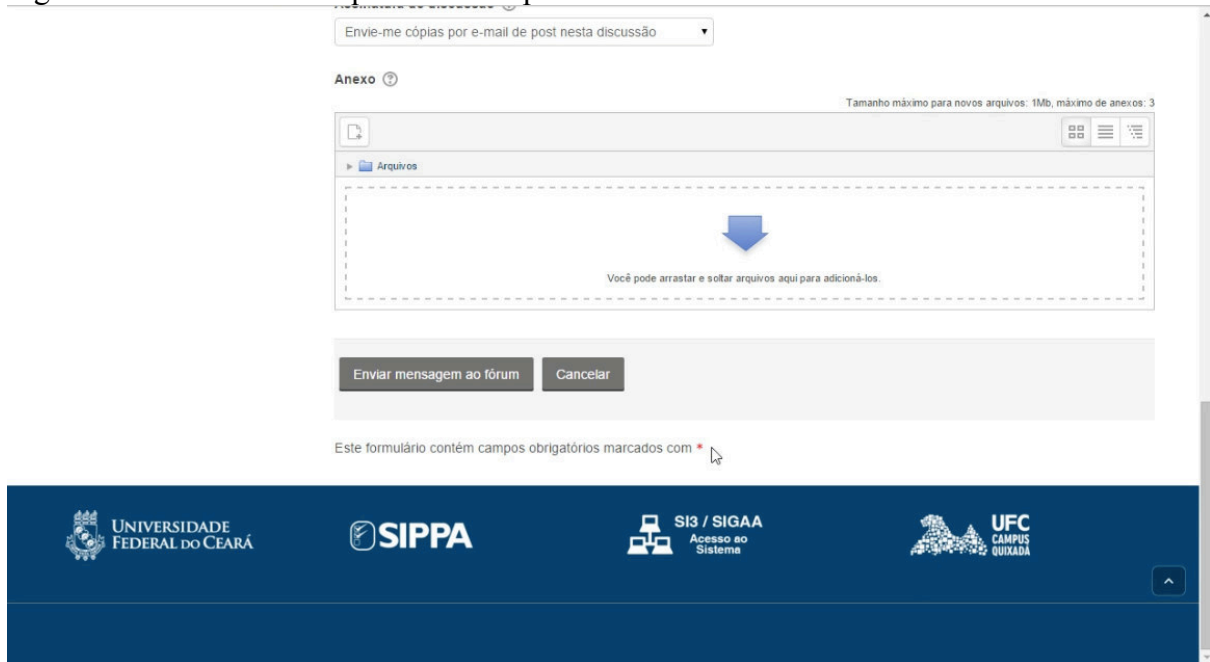 Envie-me cópias por e-mail de post nesta discussão
Anexo
Tamanho máximo para novos arquivos: 1Mb, máximo de anexos: 3
Arquivos
Você pode arrastar e soltar arquivos aqui para adicioná-los.
Enviar mensagem ao fórum Cancelar
Este formulário contém campos obrigatórios marcados com *
UNIVERSIDADE
FEDERAL DO CEARÁ
SIPPA
SI3 / SIGAA
Acesso ao
Sistema
UFC
CAMPUS
QUIXADÁ